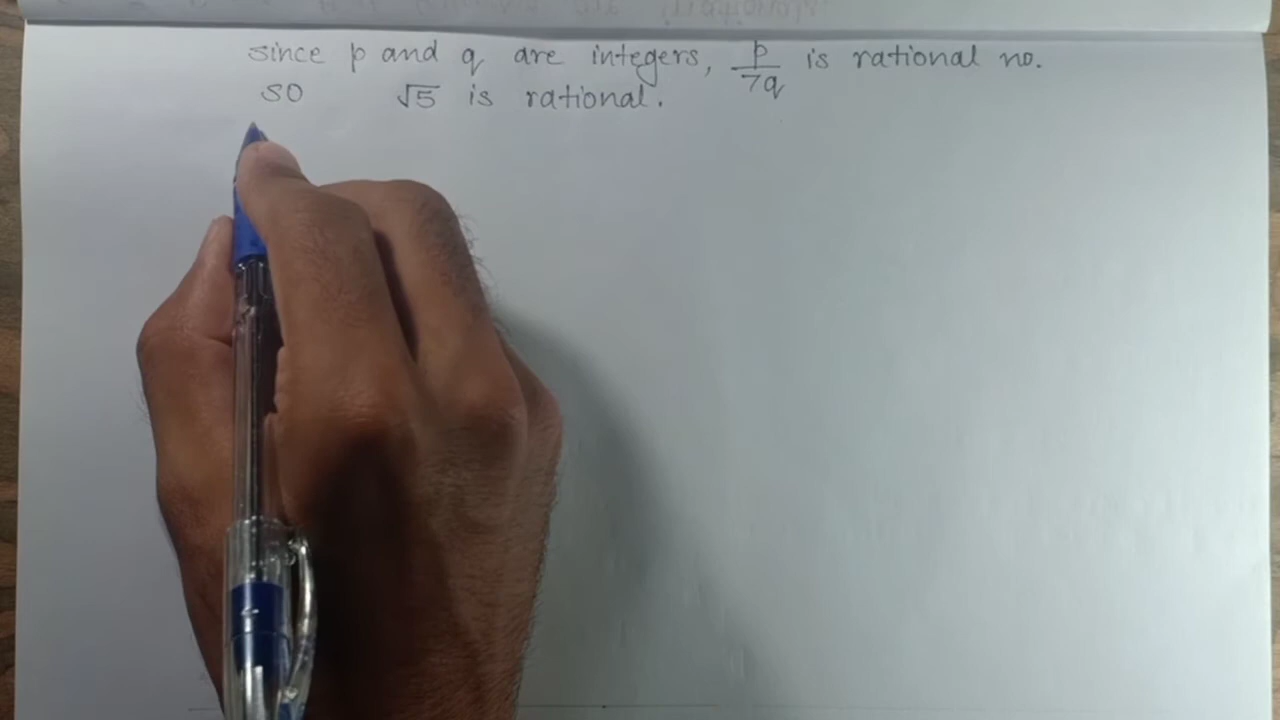 since p and q are integers, p/7q is rational no.
so √5 is rational.